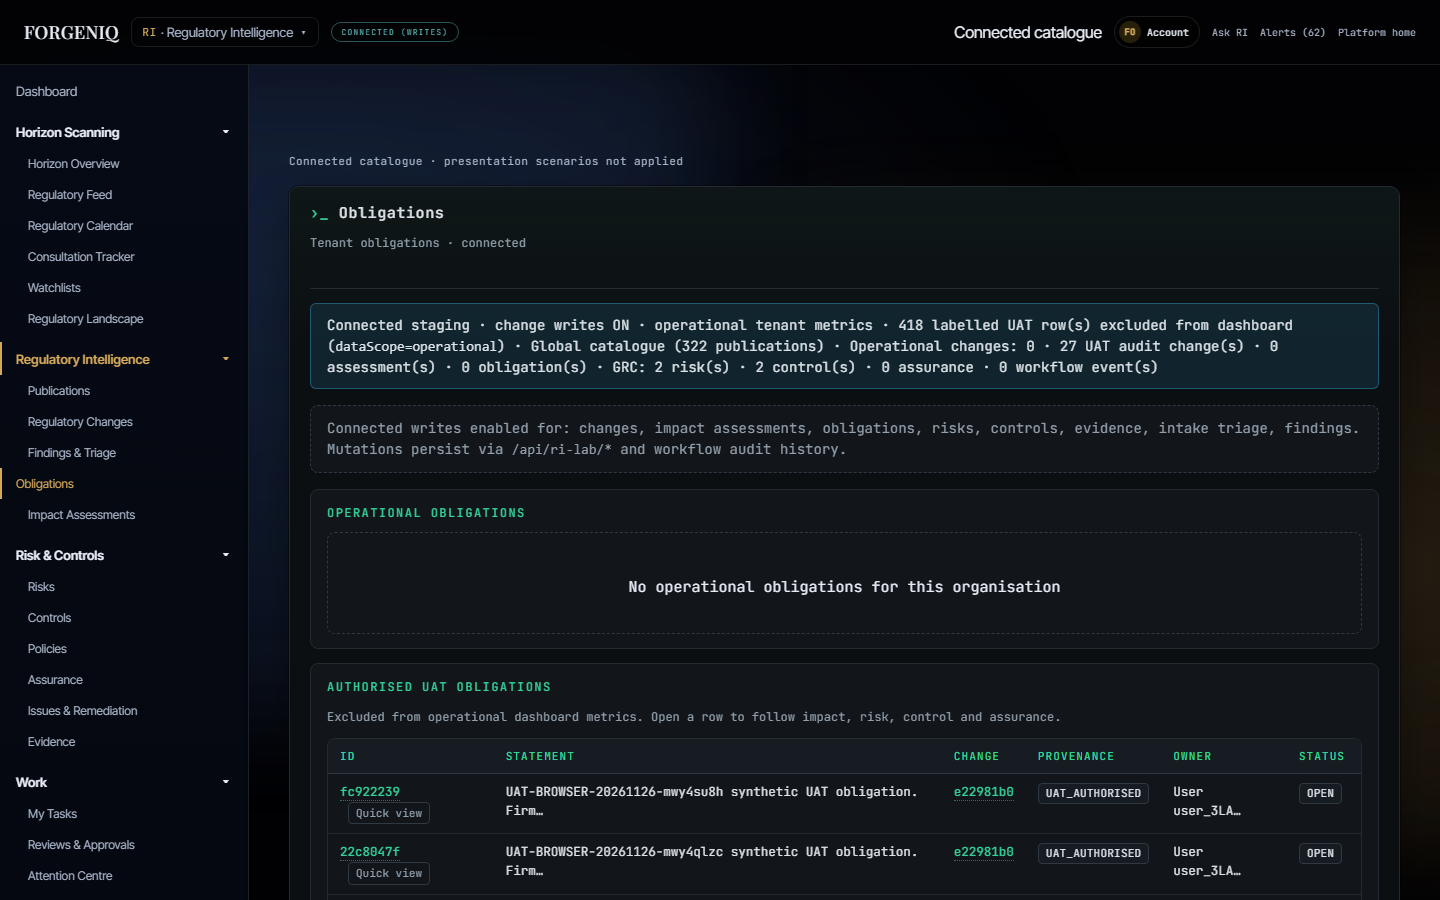 FORGENIQ
RI · Regulatory Intelligence ▾
CONNECTED (WRITES)
Connected catalogue
FO Account
Ask RI
Alerts (62)
Platform home
Dashboard
Horizon Scanning
Horizon Overview
Regulatory Feed
Regulatory Calendar
Consultation Tracker
Watchlists
Regulatory Landscape
Regulatory Intelligence
Publications
Regulatory Changes
Findings & Triage
Obligations
Impact Assessments
Risk & Controls
Risks
Controls
Policies
Assurance
Issues & Remediation
Evidence
Work
My Tasks
Reviews & Approvals
Attention Centre
Connected catalogue · presentation scenarios not applied
›_ Obligations
Tenant obligations · connected
Connected staging · change writes ON · operational tenant metrics · 418 labelled UAT row(s) excluded from dashboard
(dataScope=operational) · Global catalogue (322 publications) · Operational changes: 0 · 27 UAT audit change(s) · 0
assessment(s) · 0 obligation(s) · GRC: 2 risk(s) · 2 control(s) · 0 assurance · 0 workflow event(s)
Connected writes enabled for: changes, impact assessments, obligations, risks, controls, evidence, intake triage, findings.
Mutations persist via /api/ri-lab/* and workflow audit history.
OPERATIONAL OBLIGATIONS
No operational obligations for this organisation
AUTHORISED UAT OBLIGATIONS
Excluded from operational dashboard metrics. Open a row to follow impact, risk, control and assurance.
ID STATEMENT CHANGE PROVENANCE OWNER STATUS
fc922239 UAT-BROWSER-20261126-mwy4su8h synthetic UAT obligation. e22981b0 UAT_AUTHORISED User OPEN
Quick view Firm… user_3LA…
22c8047f UAT-BROWSER-20261126-mwy4qlzc synthetic UAT obligation. e22981b0 UAT_AUTHORISED User OPEN
Quick view Firm… user_3LA…